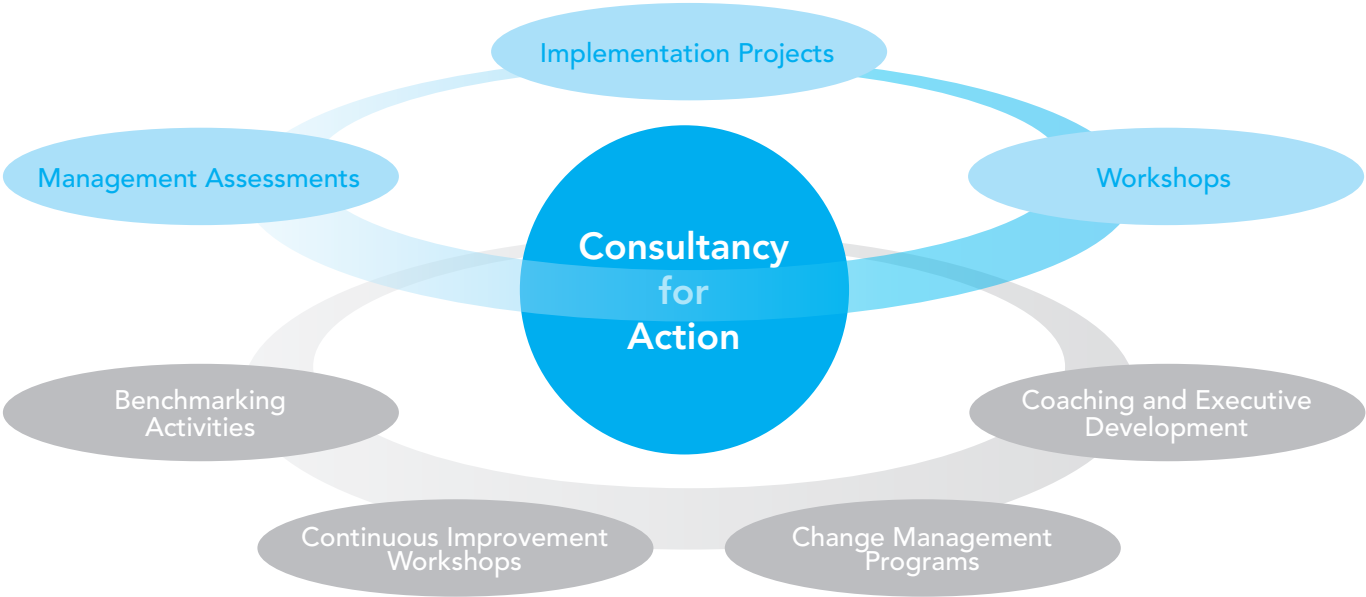 Implementation Projects
Management Assessments
Workshops
Consultancy
for
Action
Benchmarking
Activities
Coaching and Executive
Development
Continuous Improvement
Workshops
Change Management
Programs